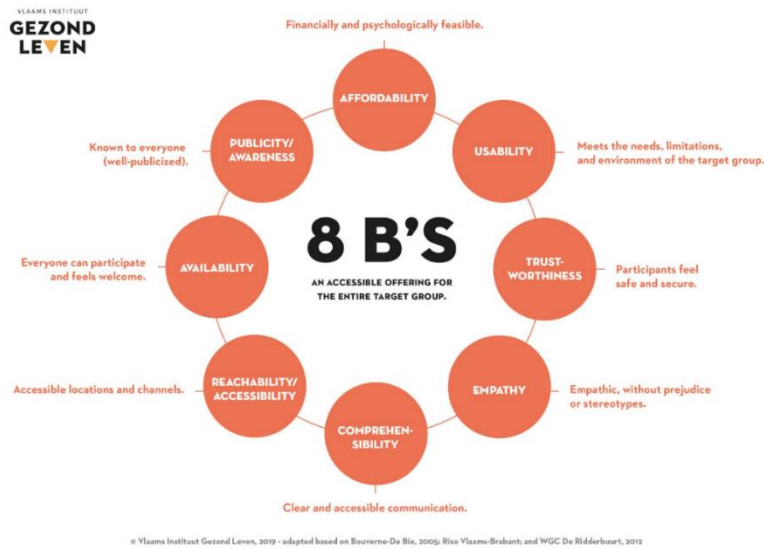 VLAAMS INSTITUUT
GEZOND
LEVEN
Financially and psychologically feasible.
AFFORDABILITY
PUBLICITY/
AWARENESS
USABILITY
Known to everyone
(well-publicized).
Meets the needs, limitations,
and environment of the target group.
8 B'S
AN ACCESSIBLE OFFERING FOR
THE ENTIRE TARGET GROUP.
AVAILABILITY
Everyone can participate
and feels welcome.
TRUST-
WORTHINESS
Participants feel
safe and secure.
REACHABILITY/
ACCESSIBILITY
Accessible locations and channels.
EMPATHY
Empathic, without prejudice
or stereotypes.
COMPREHEN-
SIBILITY
Clear and accessible communication.
© Vlaams Instituut Gezond Leven, 2019 - adapted based on Bouverne-De Bie, 2005; Riso Vlaams-Brabant; and WGC De Ridderbuurt, 2012